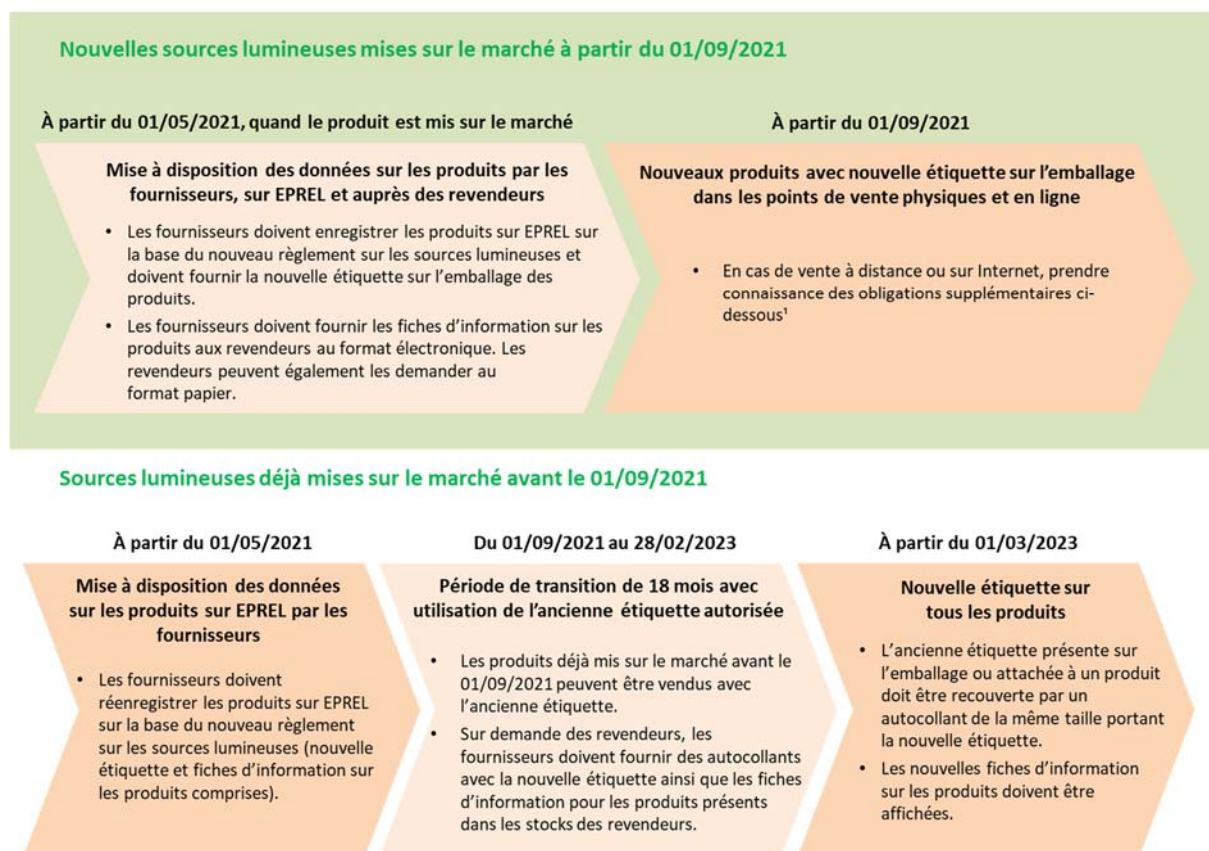 Nouvelles sources lumineuses mises sur le marché à partir du 01/09/2021
À partir du 01/05/2021, quand le produit est mis sur le marché
Mise à disposition des données sur les produits par les
fournisseurs, sur EPREL et auprès des revendeurs
• Les fournisseurs doivent enregistrer les produits sur EPREL sur
la base du nouveau règlement sur les sources lumineuses et
doivent fournir la nouvelle étiquette sur l’emballage des
produits.
• Les fournisseurs doivent fournir les fiches d’information sur les
produits aux revendeurs au format électronique. Les
revendeurs peuvent également les demander au
format papier.
À partir du 01/09/2021
Nouveaux produits avec nouvelle étiquette sur l’emballage
dans les points de vente physiques et en ligne
• En cas de vente à distance ou sur Internet, prendre
connaissance des obligations supplémentaires ci-
dessous¹
Sources lumineuses déjà mises sur le marché avant le 01/09/2021
À partir du 01/05/2021
Mise à disposition des données
sur les produits sur EPREL par les
fournisseurs
• Les fournisseurs doivent
réenregistrer les produits sur EPREL
sur la base du nouveau règlement
sur les sources lumineuses (nouvelle
étiquette et fiches d’information sur
les produits comprises).
Du 01/09/2021 au 28/02/2023
Période de transition de 18 mois avec
utilisation de l’ancienne étiquette autorisée
• Les produits déjà mis sur le marché avant le
01/09/2021 peuvent être vendus avec
l’ancienne étiquette.
• Sur demande des revendeurs, les
fournisseurs doivent fournir des autocollants
avec la nouvelle étiquette ainsi que les fiches
d’information pour les produits présents
dans les stocks des revendeurs.
À partir du 01/03/2023
Nouvelle étiquette sur
tous les produits
• L’ancienne étiquette présente sur
l’emballage ou attachée à un produit
doit être recouverte par un
autocollant de la même taille portant
la nouvelle étiquette.
• Les nouvelles fiches d’information
sur les produits doivent être
affichées.